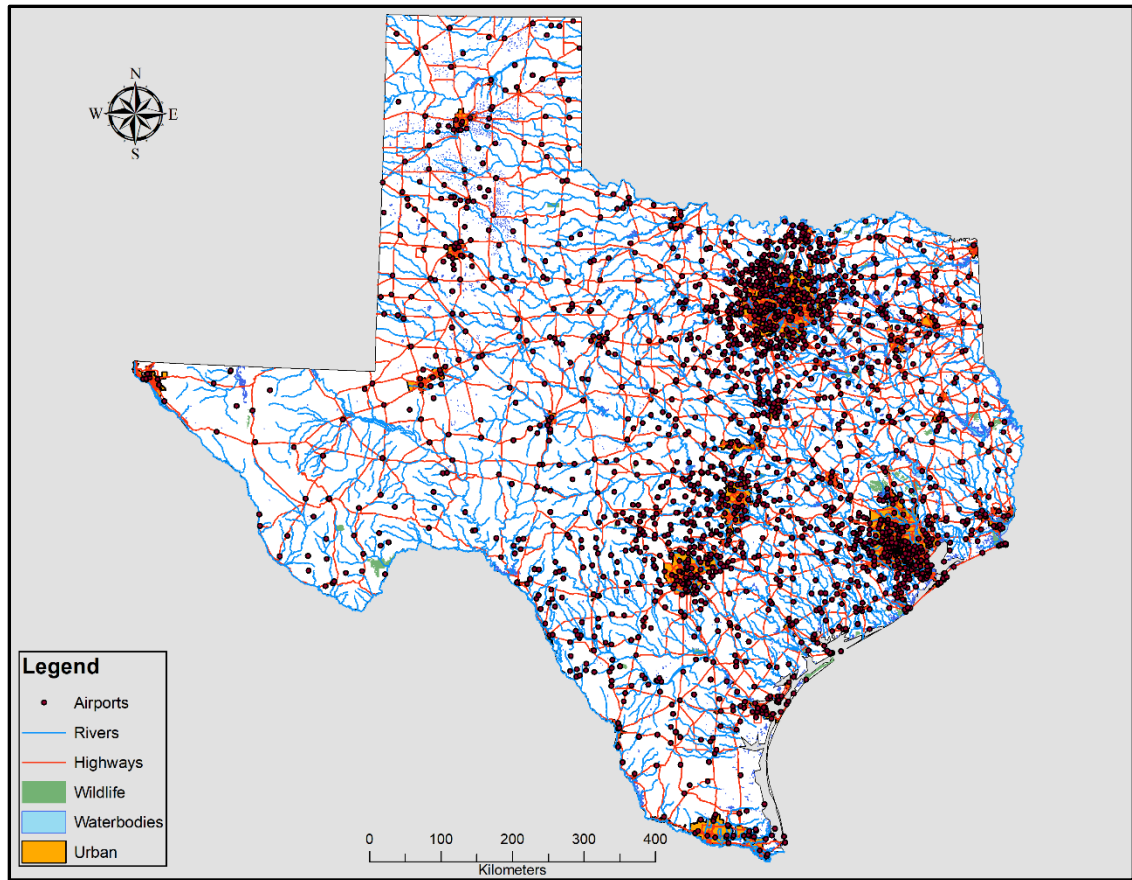 N
W E
S
Legend
Airports
Rivers
Highways
Wildlife
Waterbodies
Urban
0 100 200 300 400
Kilometers